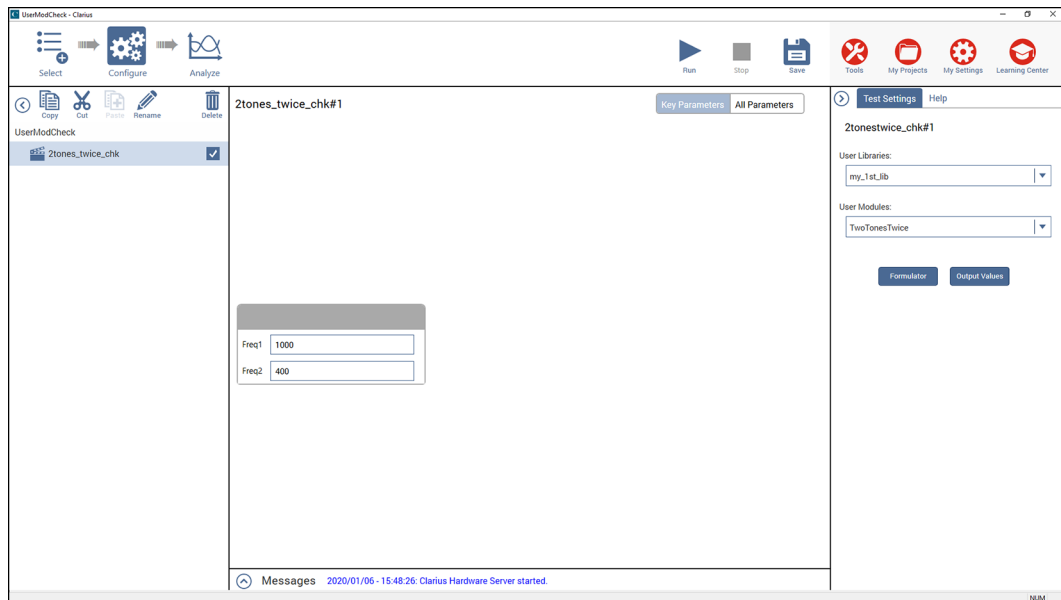 UserModCheck - Clarius
Select
Configure
Analyze
Run
Stop
Save
Tools
My Projects
My Settings
Learning Center
Copy
Cut
Paste
Rename
Delete
UserModCheck
2tones_twice_chk
2tones_twice_chk#1
Key Parameters
All Parameters
Freq1 1000
Freq2 400
Messages 2020/01/06 - 15:48:26: Clarius Hardware Server started.
Test Settings
Help
2tonestwice_chk#1
User Libraries:
my_1st_lib
User Modules:
TwoTonesTwice
Formulator
Output Values
NUM